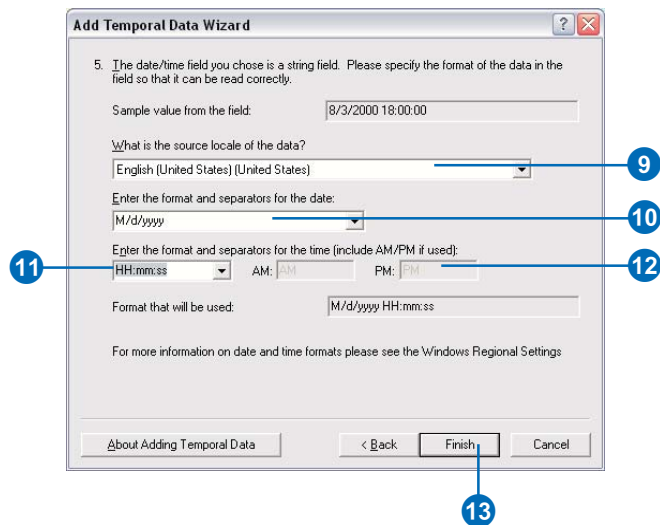 Add Temporal Data Wizard
5. The date/time field you chose is a string field. Please specify the format of the data in the
field so that it can be read correctly.
Sample value from the field: 8/3/2000 18:00:00
What is the source locale of the data?
English (United States) (United States)
9
Enter the format and separators for the date:
M/d/yyyy
10
Enter the format and separators for the time (include AM/PM if used):
11
HH:mm:ss AM: AM PM: PM
12
Format that will be used: M/d/yyyy HH:mm:ss
For more information on date and time formats please see the Windows Regional Settings
About Adding Temporal Data < Back Finish Cancel
13